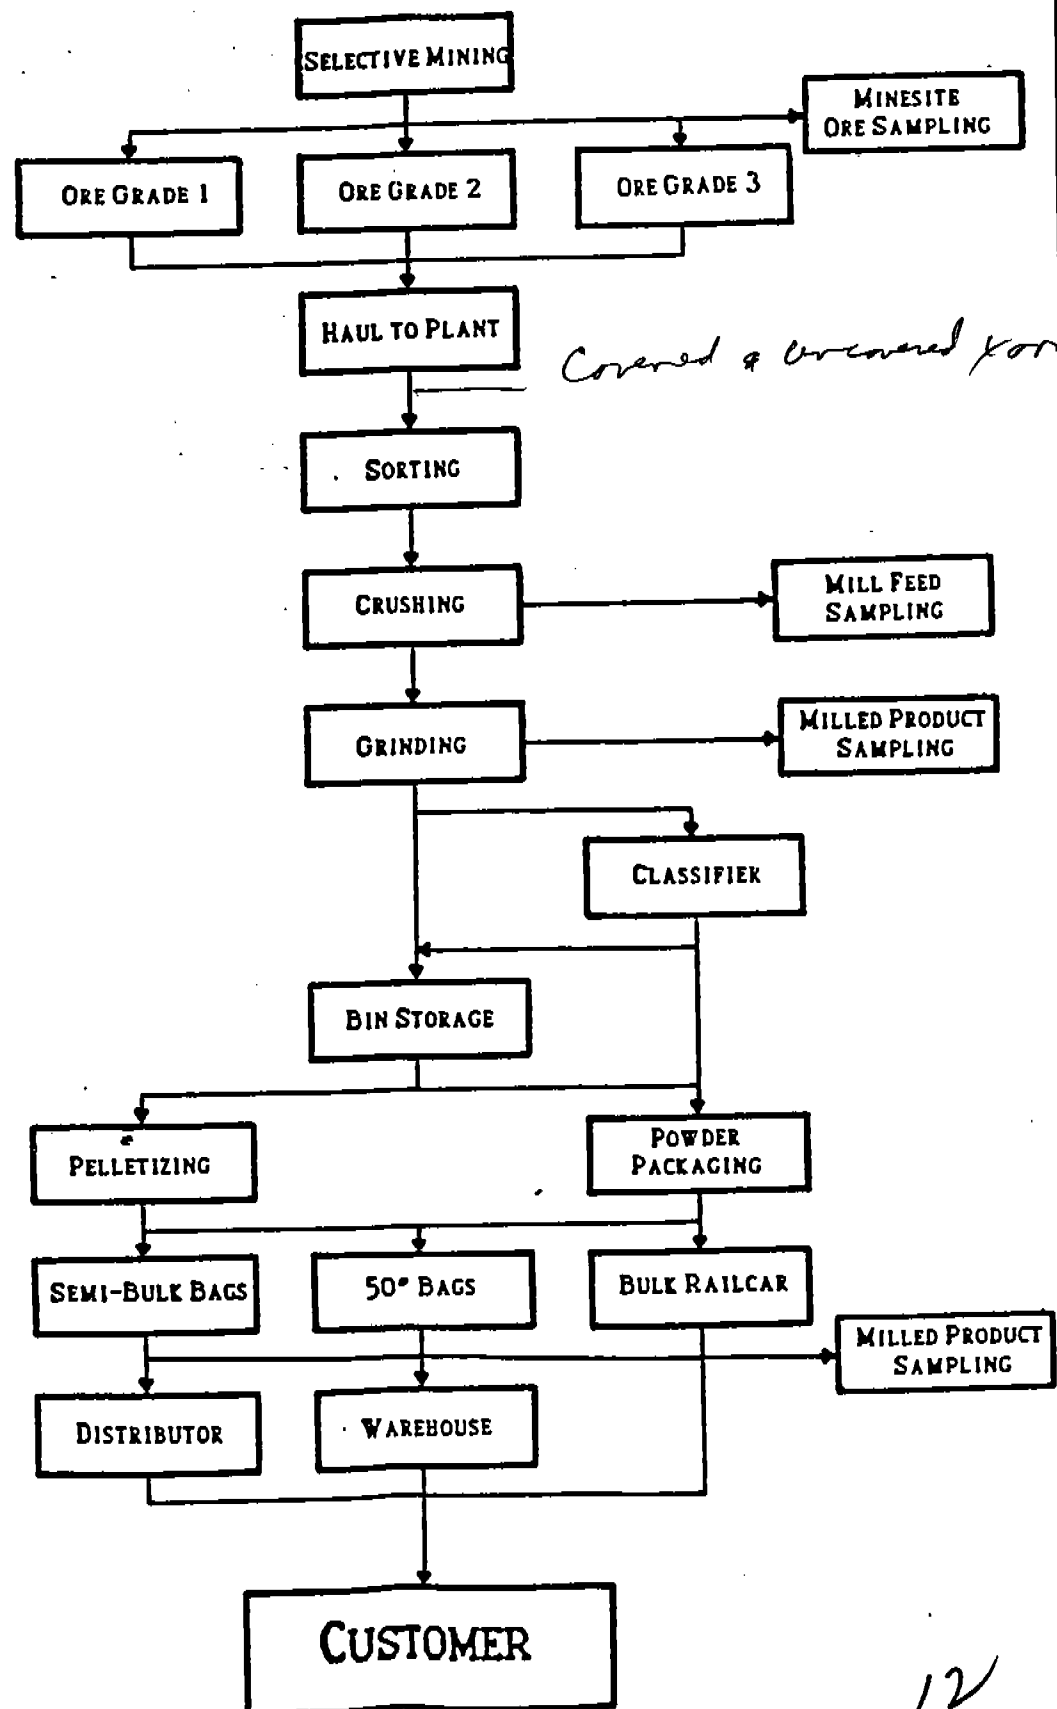 SELECTIVE MINING
MINESITE
ORE SAMPLING
ORE GRADE 1
ORE GRADE 2
ORE GRADE 3
HAUL TO PLANT
Covered & uncovered
SORTING
CRUSHING
MILL FEED
SAMPLING
GRINDING
MILLED PRODUCT
SAMPLING
CLASSIFIER
BIN STORAGE
PELLETIZING
POWDER
PACKAGING
SEMI-BULK BAGS
50# BAGS
BULK RAILCAR
MILLED PRODUCT
SAMPLING
DISTRIBUTOR
WAREHOUSE
CUSTOMER
12